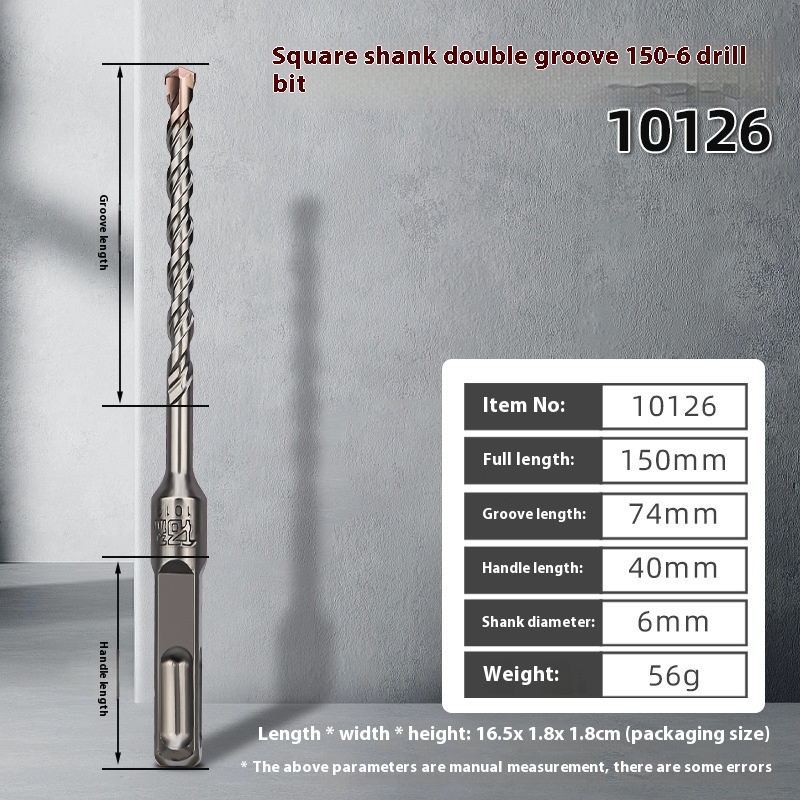 Square shank double groove 150-6 drill
bit
10126
Groove length
Item No: 10126
Full length: 150mm
Groove length: 74mm
Handle length: 40mm
Shank diameter: 6mm
Weight: 56g
Handle length
Length * width * height: 16.5x 1.8x 1.8cm (packaging size)
* The above parameters are manual measurement, there are some errors